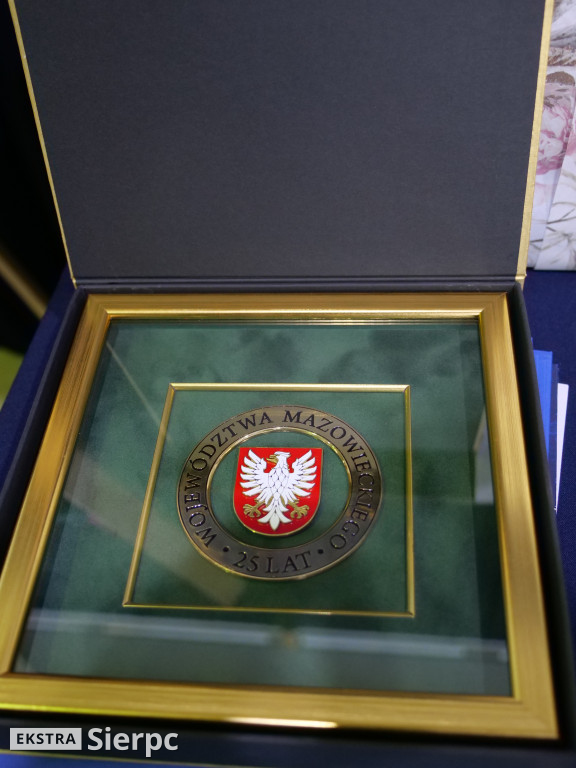 WOJEWÓDZTWA MAZOWIECKIEGO
• 25 LAT •
EKSTRA Sierpc